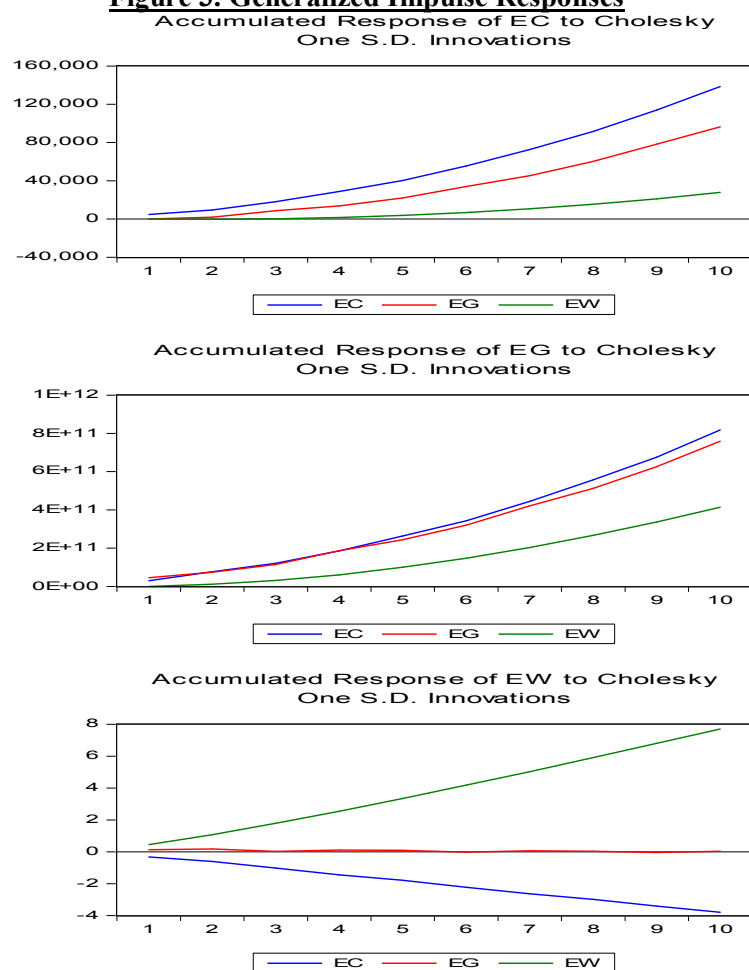 Figure 3: Generalized Impulse Responses
Accumulated Response of EC to Cholesky
One S.D. Innovations
160,000
120,000
80,000
40,000
0
-40,000
1 2 3 4 5 6 7 8 9 10
EC EG EW
Accumulated Response of EG to Cholesky
One S.D. Innovations
1E+12
8E+11
6E+11
4E+11
2E+11
0E+00
1 2 3 4 5 6 7 8 9 10
EC EG EW
Accumulated Response of EW to Cholesky
One S.D. Innovations
8
6
4
2
0
-2
-4
1 2 3 4 5 6 7 8 9 10
EC EG EW